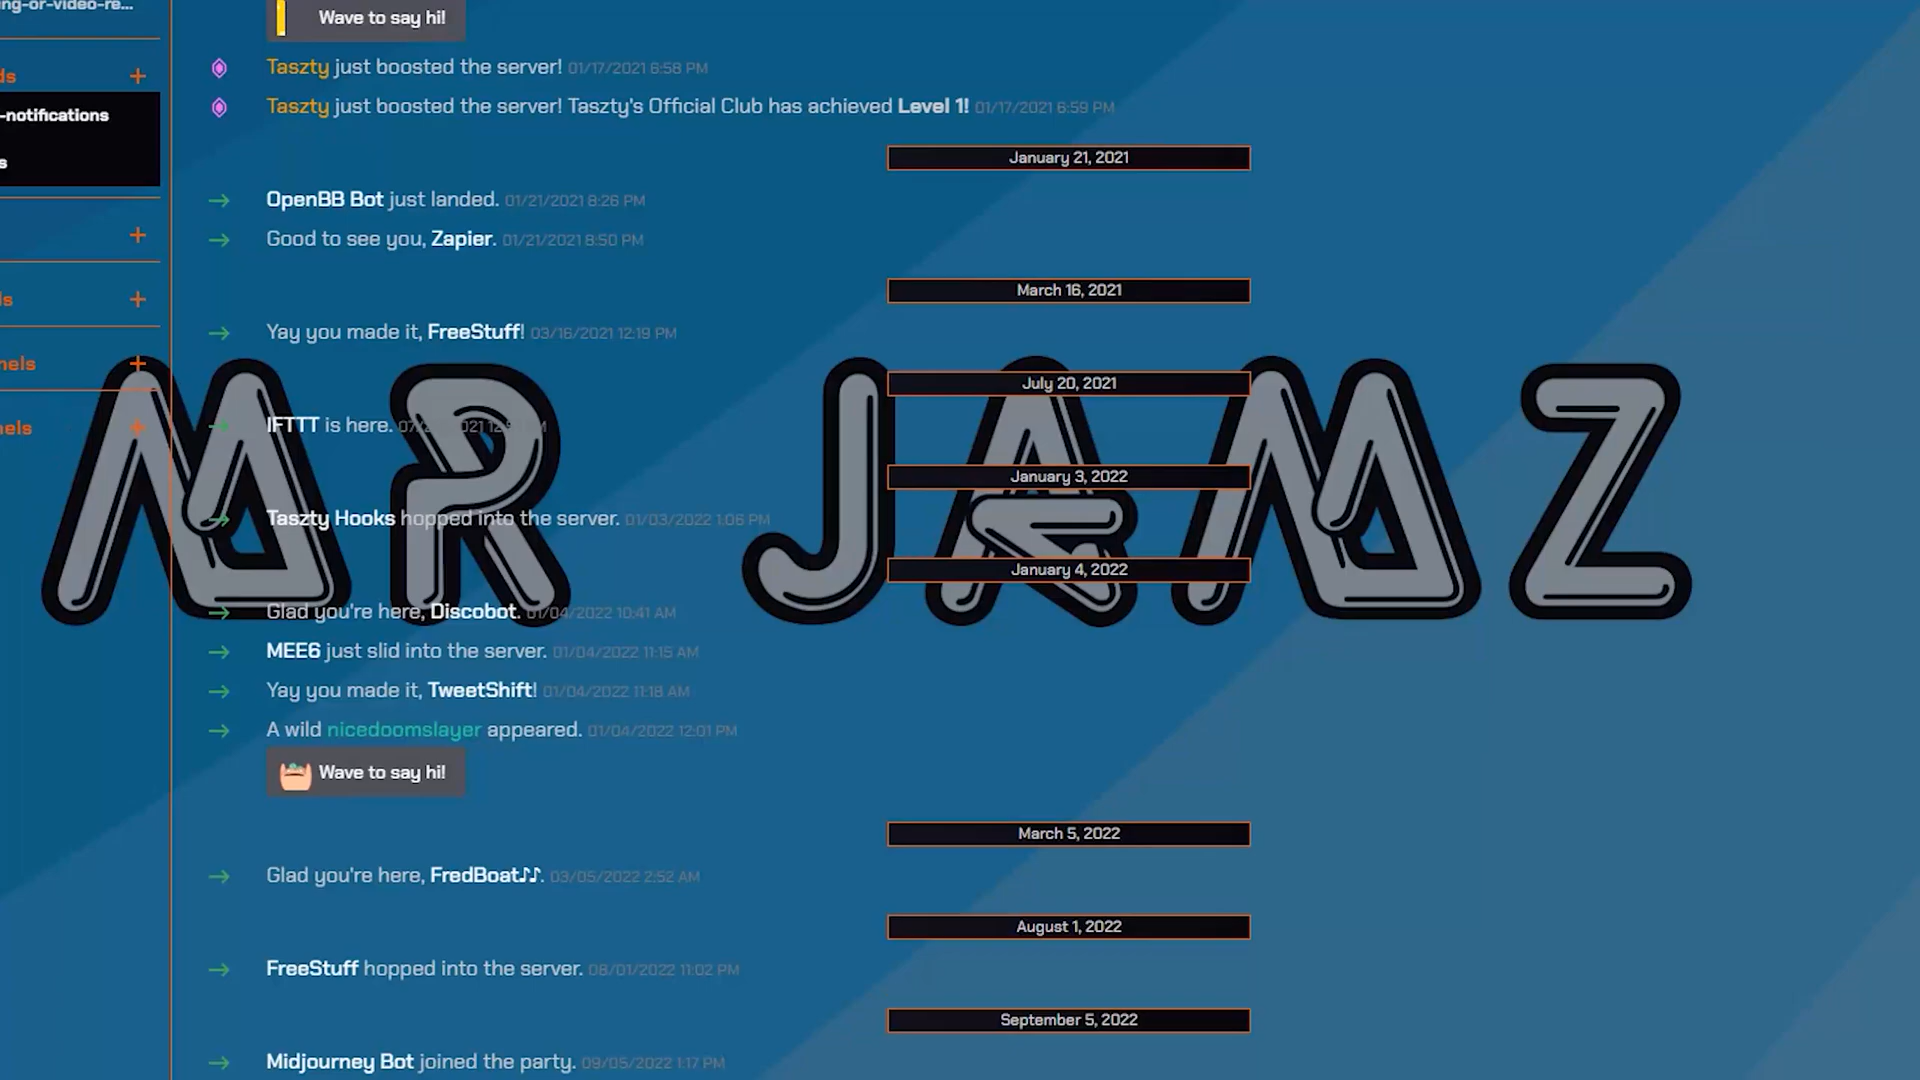 ng-or-video-re...
ds
-notifications
s
ls
nels
nels
Wave to say hi!
Taszty just boosted the server! 01/17/2021 6:58 PM
Taszty just boosted the server! Taszty's Official Club has achieved Level 1! 01/17/2021 6:59 PM
January 21, 2021
OpenBB Bot just landed. 01/21/2021 8:26 PM
Good to see you, Zapier. 01/21/2021 8:50 PM
March 16, 2021
Yay you made it, FreeStuff! 03/16/2021 12:19 PM
July 20, 2021
IFTTT is here.
January 3, 2022
Taszty Hooks hopped into the server. 01/03/2022 1:06 PM
January 4, 2022
Glad you're here, Discobot. 01/04/2022 10:41 AM
MEE6 just slid into the server. 01/04/2022 11:15 AM
Yay you made it, TweetShift! 01/04/2022 11:18 AM
A wild nicedoomslayer appeared. 01/04/2022 12:01 PM
Wave to say hi!
March 5, 2022
Glad you're here, FredBoat♪♪. 03/05/2022 2:52 AM
August 1, 2022
FreeStuff hopped into the server. 08/01/2022 11:02 PM
September 5, 2022
Midjourney Bot joined the party. 09/05/2022 1:17 PM
MR JAMZ